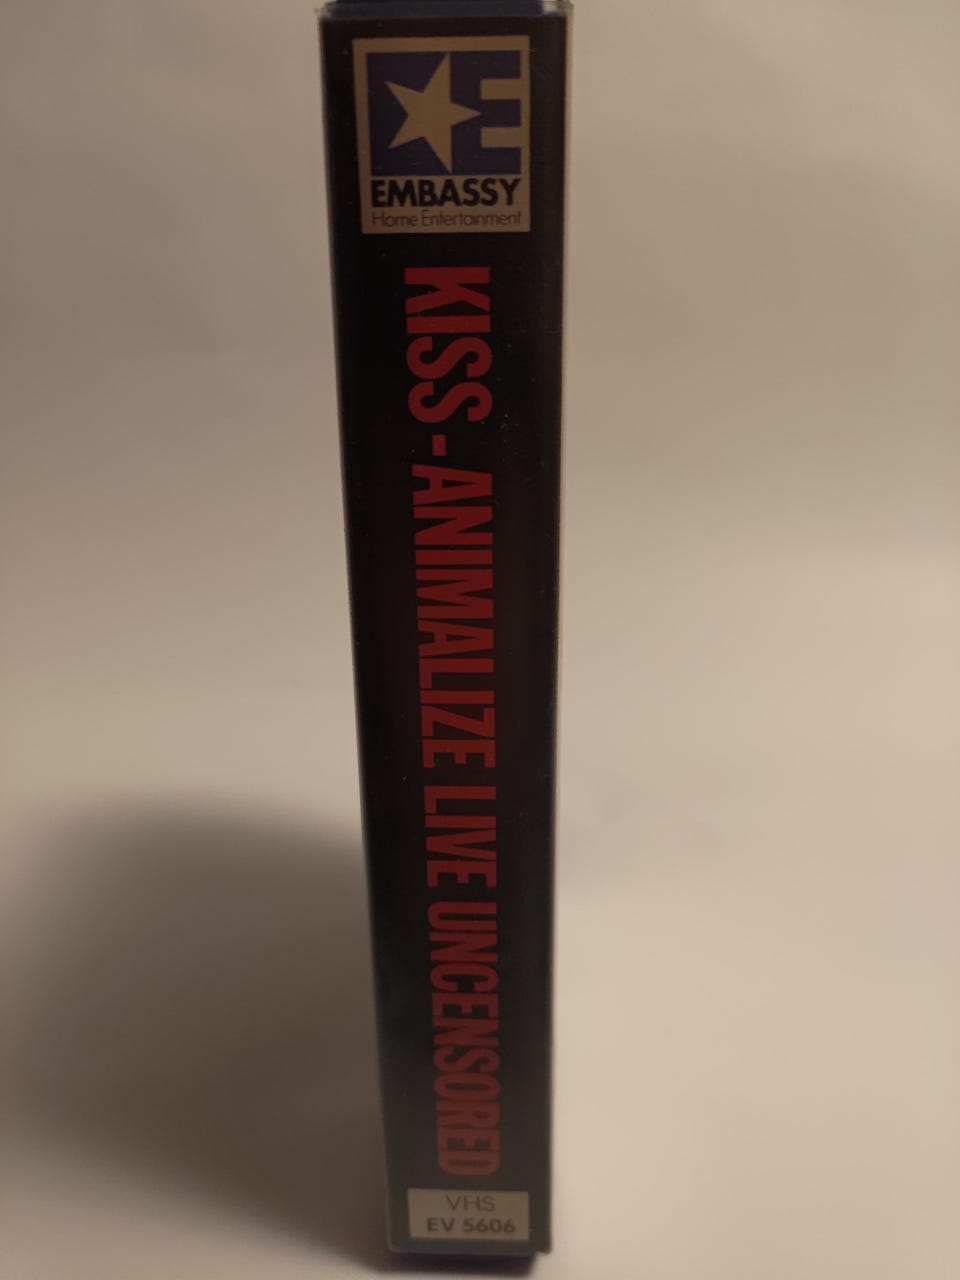 E
EMBASSY
Home Entertainment
KISS - ANIMALIZE LIVE UNCENSORED
VHS
EV 5606